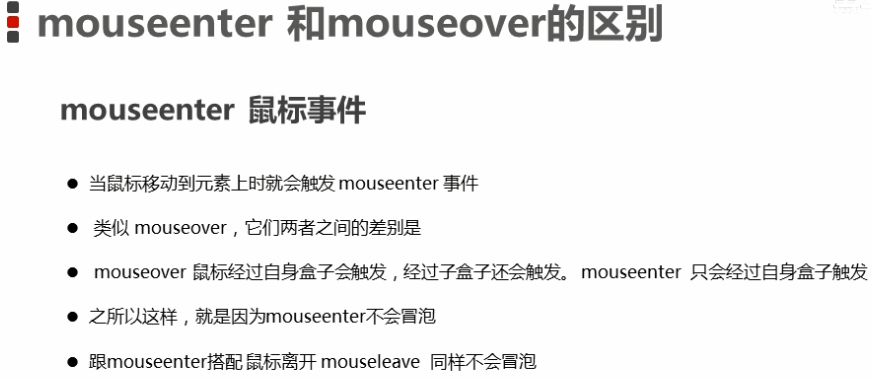 mouseenter 和mouseover的区别
mouseenter 鼠标事件
当鼠标移动到元素上时就会触发 mouseenter 事件
类似 mouseover，它们两者之间的差别是
mouseover 鼠标经过自身盒子会触发，经过子盒子还会触发。 mouseenter 只会经过自身盒子触发
之所以这样，就是因为mouseenter不会冒泡
跟mouseenter搭配 鼠标离开 mouseleave 同样不会冒泡